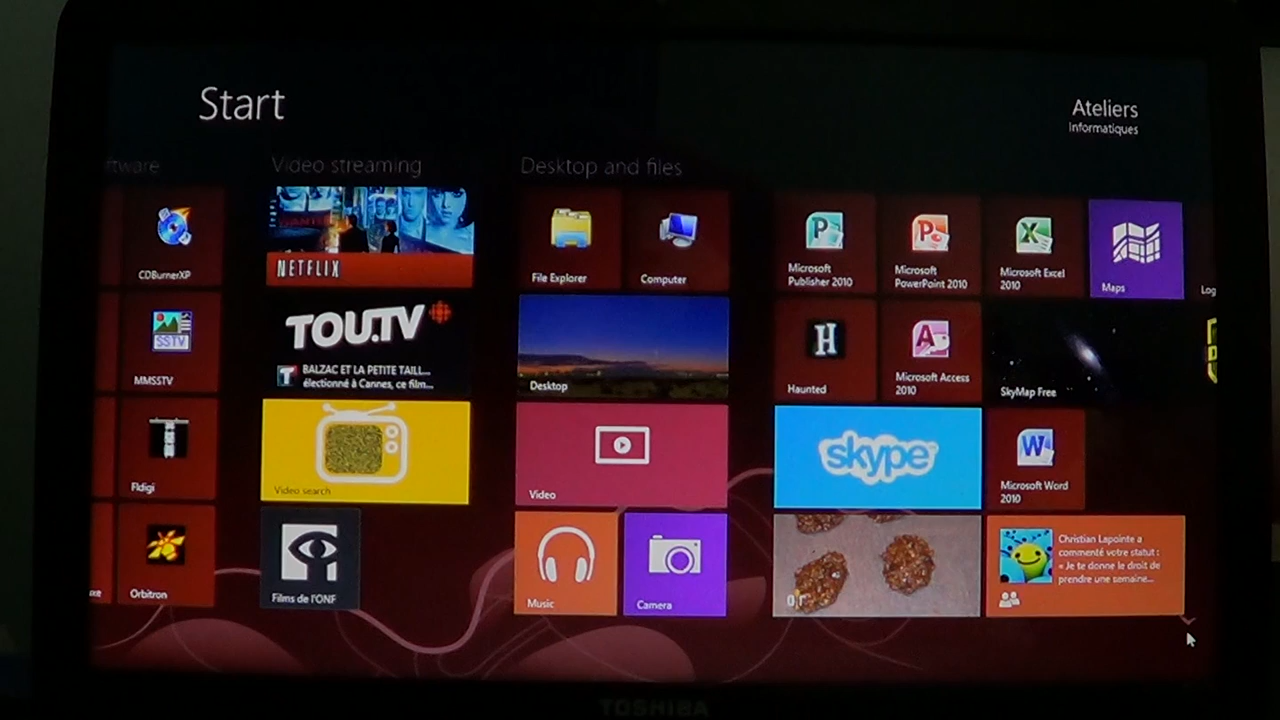 Start
Ateliers
Informatiques
Video streaming
Desktop and files
CDBurnerXP
MMSSTV
SSTV
Fldigi
Orbitron
NETFLIX
TOU.TV
BALZAC ET LA PETITE TAILL...
électionné à Cannes, ce film...
Video search
Films de l'ONF
File Explorer
Computer
Desktop
Video
Music
Camera
Microsoft
Publisher 2010
Microsoft
PowerPoint 2010
Microsoft Excel
2010
Maps
Log
H
Haunted
Microsoft Access
2010
SkyMap Free
skype
Microsoft Word
2010
Christian Lapointe a
commenté votre statut :
« Je te donne le droit de
prendre une semaine...
TOSHIBA